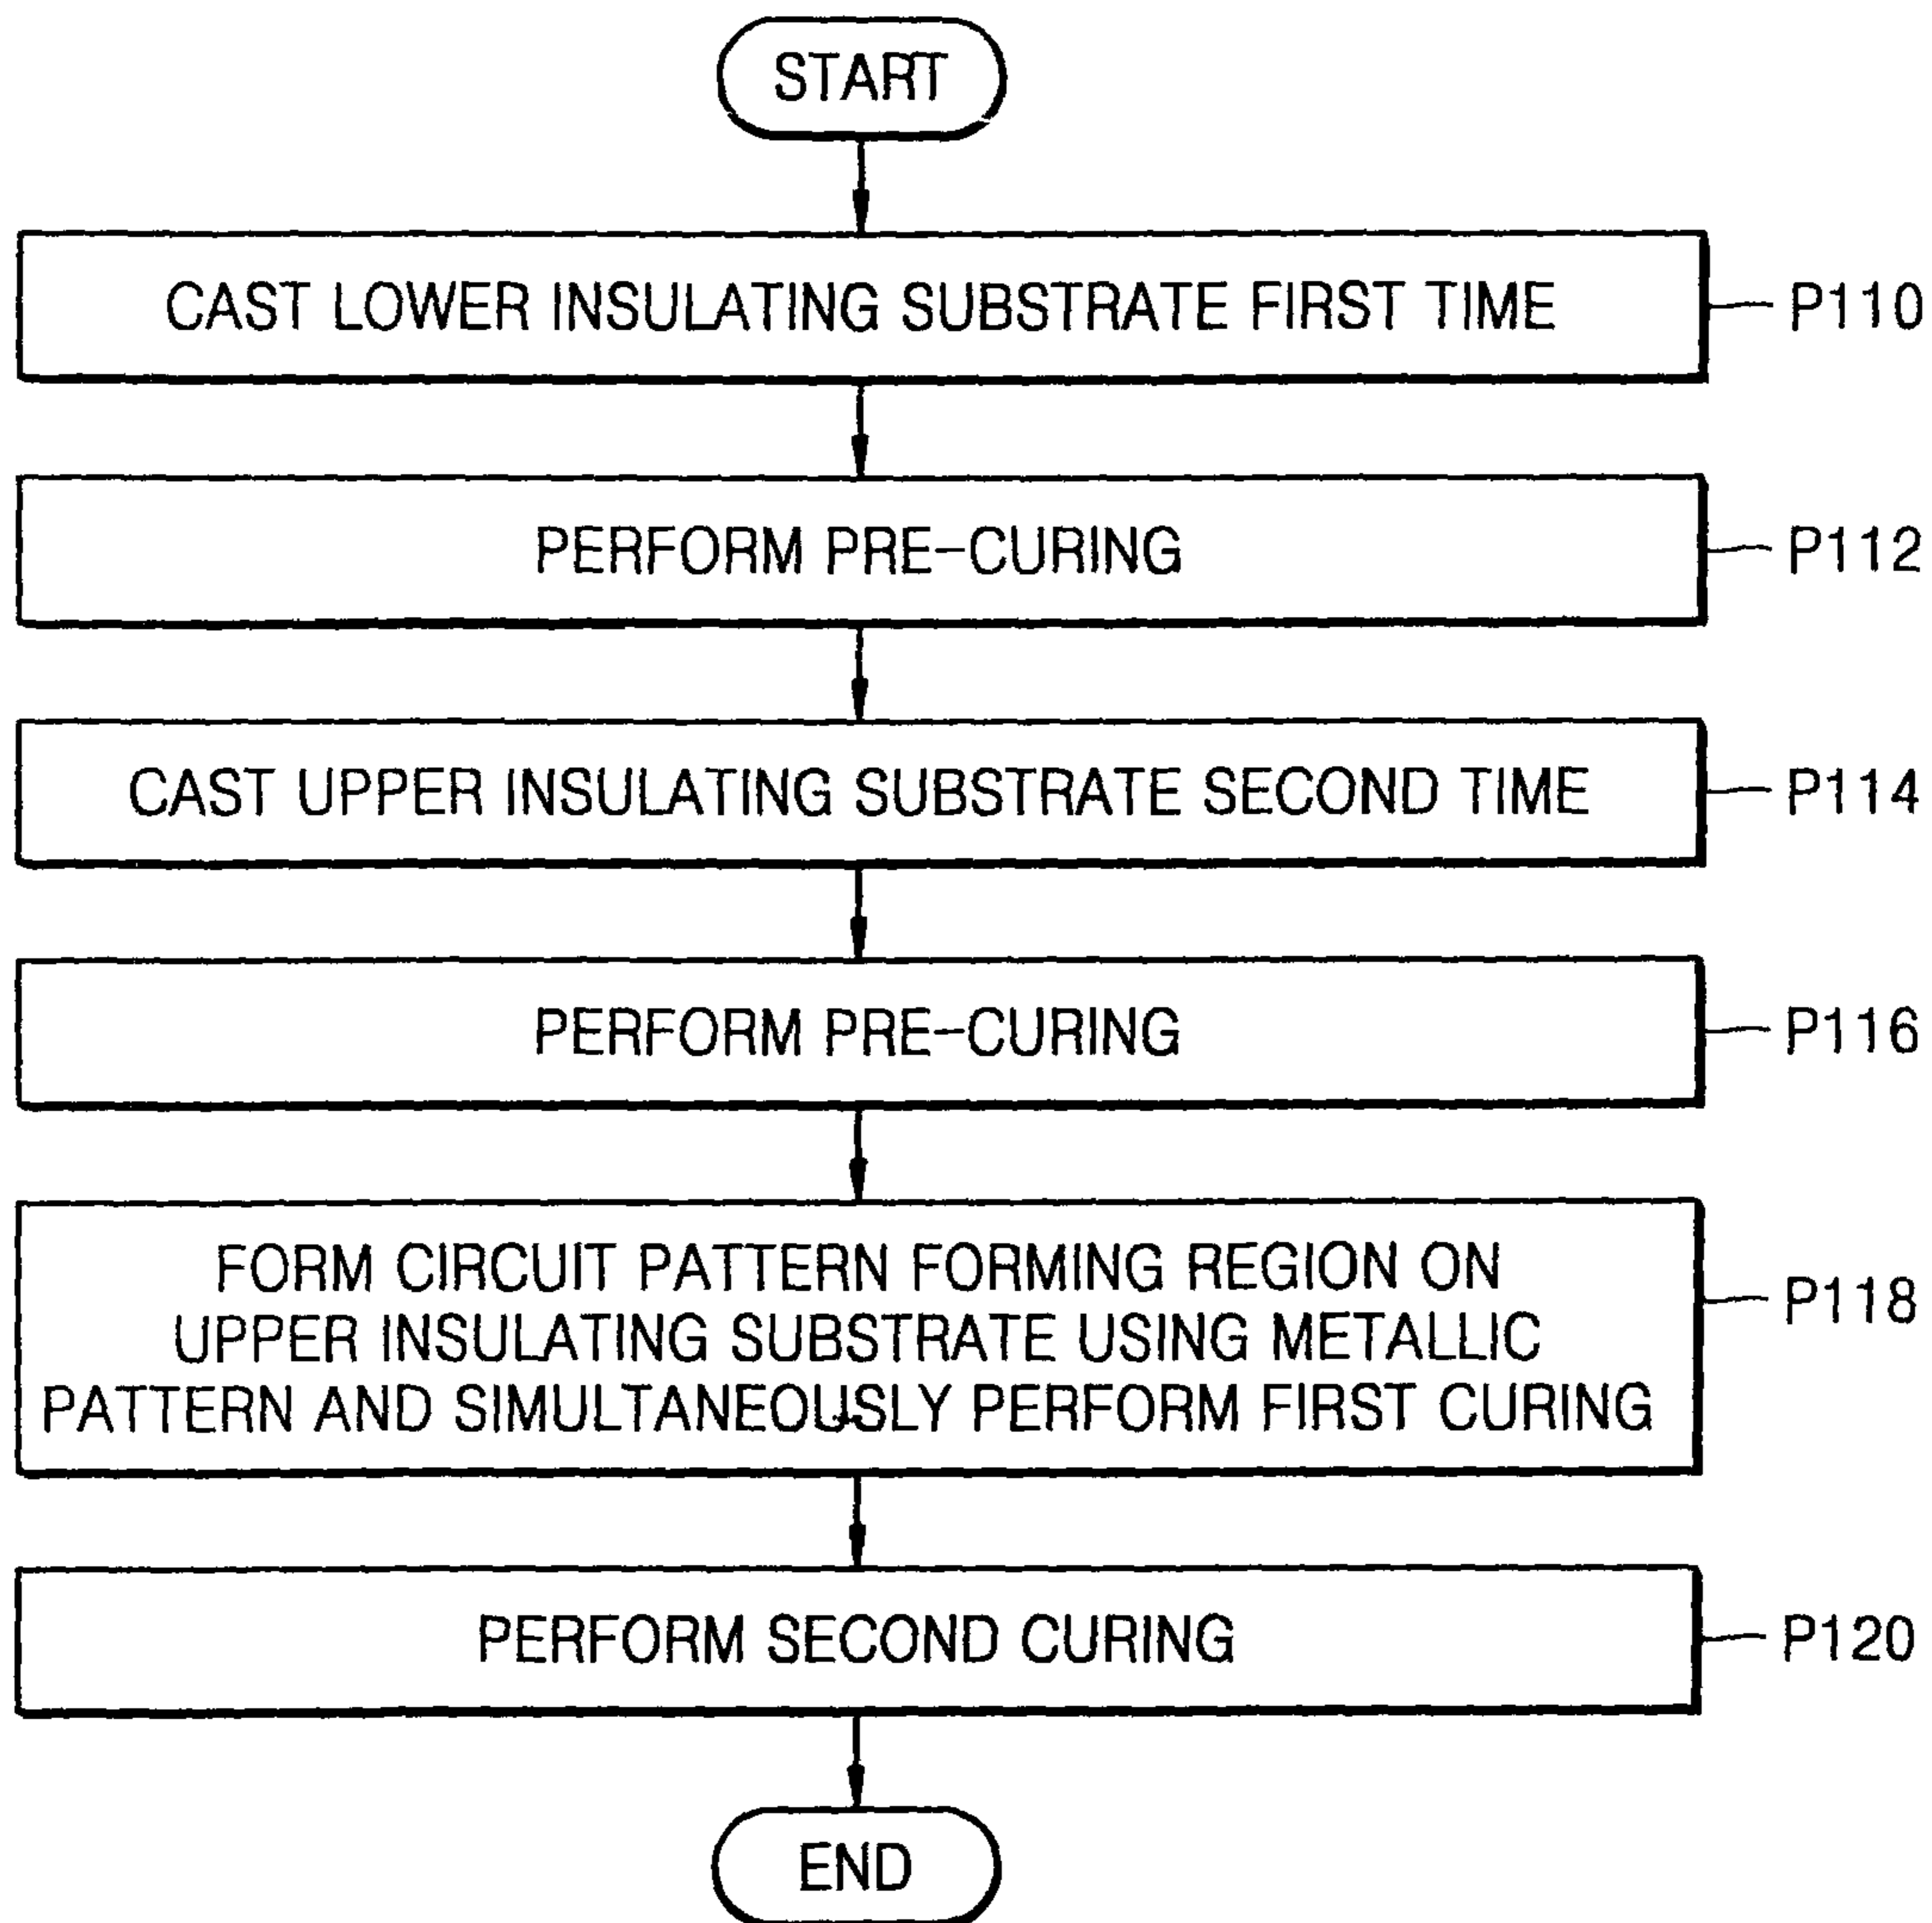 START
CAST LOWER INSULATING SUBSTRATE FIRST TIME
P110
PERFORM PRE-CURING
P112
CAST UPPER INSULATING SUBSTRATE SECOND TIME
P114
PERFORM PRE-CURING
P116
FORM CIRCUIT PATTERN FORMING REGION ON
UPPER INSULATING SUBSTRATE USING METALLIC
PATTERN AND SIMULTANEOUSLY PERFORM FIRST CURING
P118
PERFORM SECOND CURING
P120
END